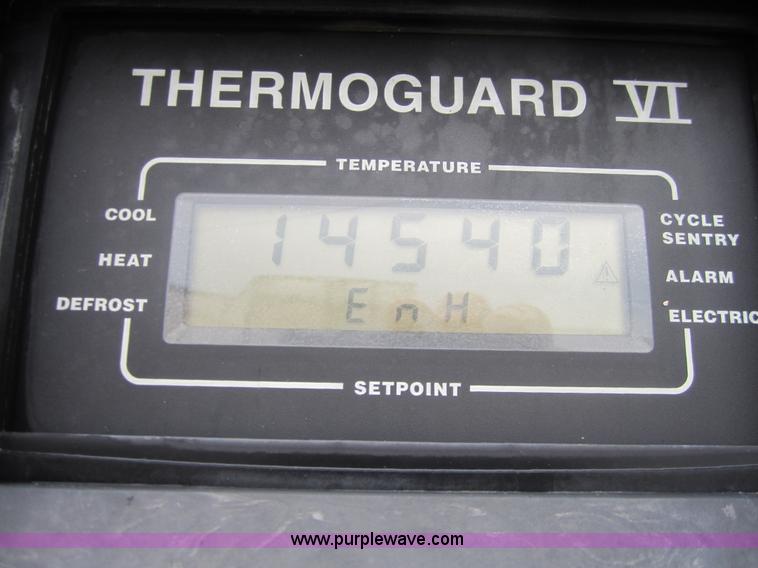 THERMOGUARD VI
TEMPERATURE
COOL
CYCLE SENTRY
14540
HEAT
ALARM
EnH
DEFROST
ELECTRIC
SETPOINT
www.purplewave.com